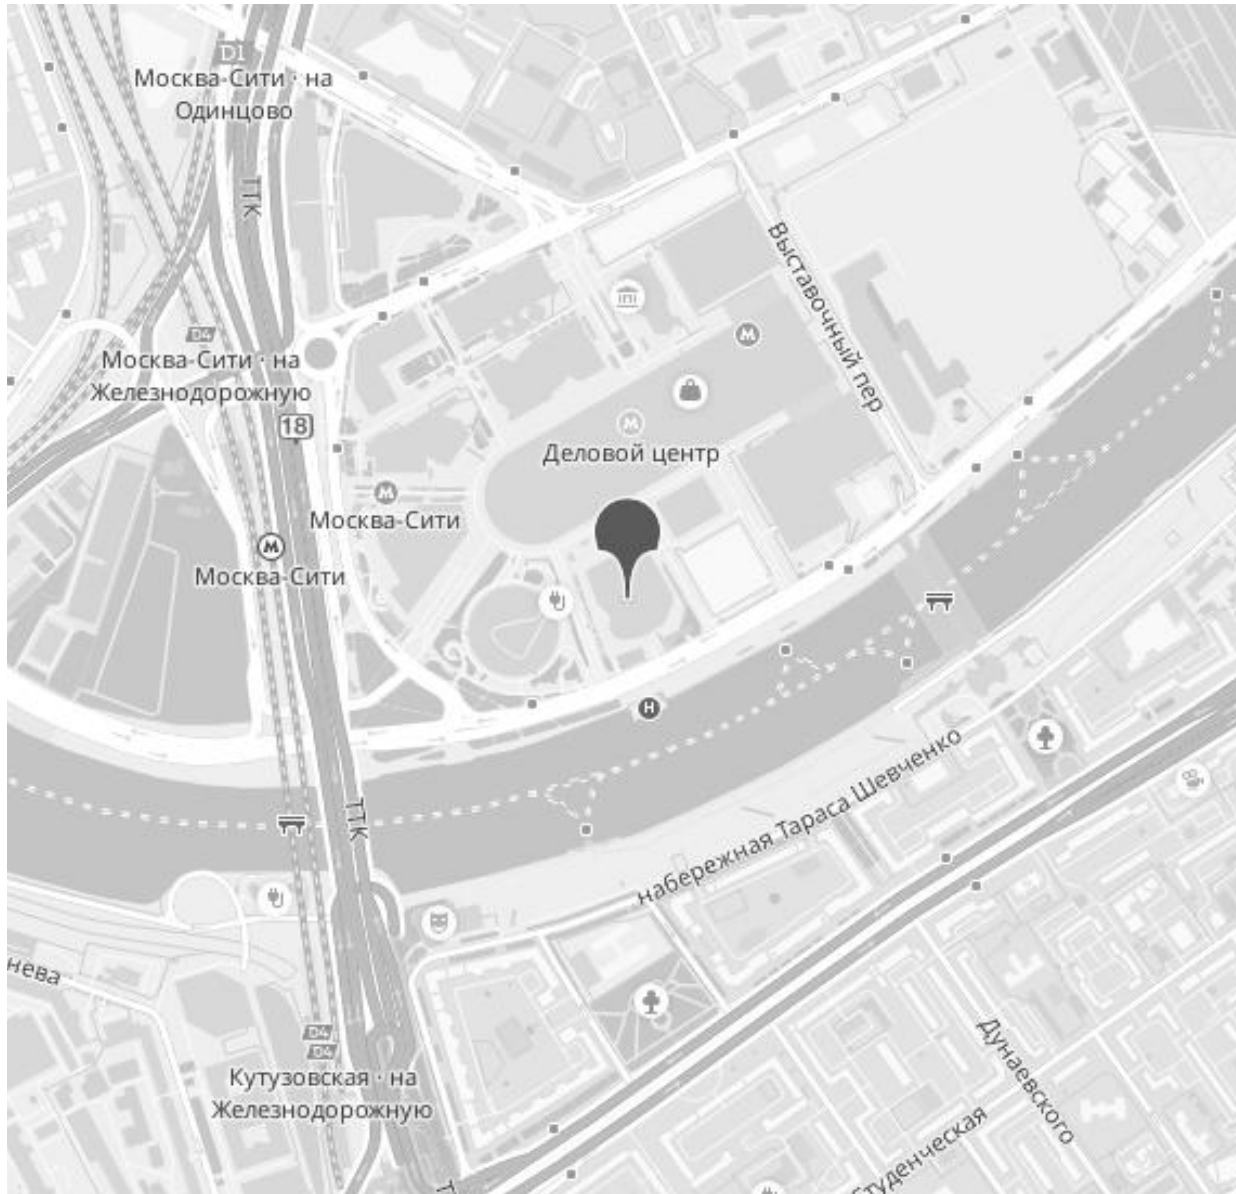 D1
Москва-Сити · на
Одинцово
ТТК
Выставочный пер
D4
Москва-Сити · на
Железнодорожную
18
М
М
Деловой центр
М
Москва-Сити
М
Москва-Сити
Н
набережная Тараса Шевченко
ТТК
нева
D4
D4
Кутузовская · на
Железнодорожную
Дунаевского
Студенческая
Т